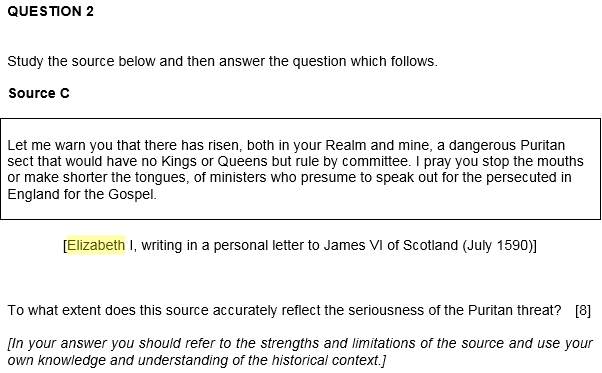 QUESTION 2
Study the source below and then answer the question which follows.
Source C
Let me warn you that there has risen, both in your Realm and mine, a dangerous Puritan
sect that would have no Kings or Queens but rule by committee. I pray you stop the mouths
or make shorter the tongues, of ministers who presume to speak out for the persecuted in
England for the Gospel.
[Elizabeth I, writing in a personal letter to James VI of Scotland (July 1590)]
To what extent does this source accurately reflect the seriousness of the Puritan threat? [8]
[In your answer you should refer to the strengths and limitations of the source and use your
own knowledge and understanding of the historical context.]